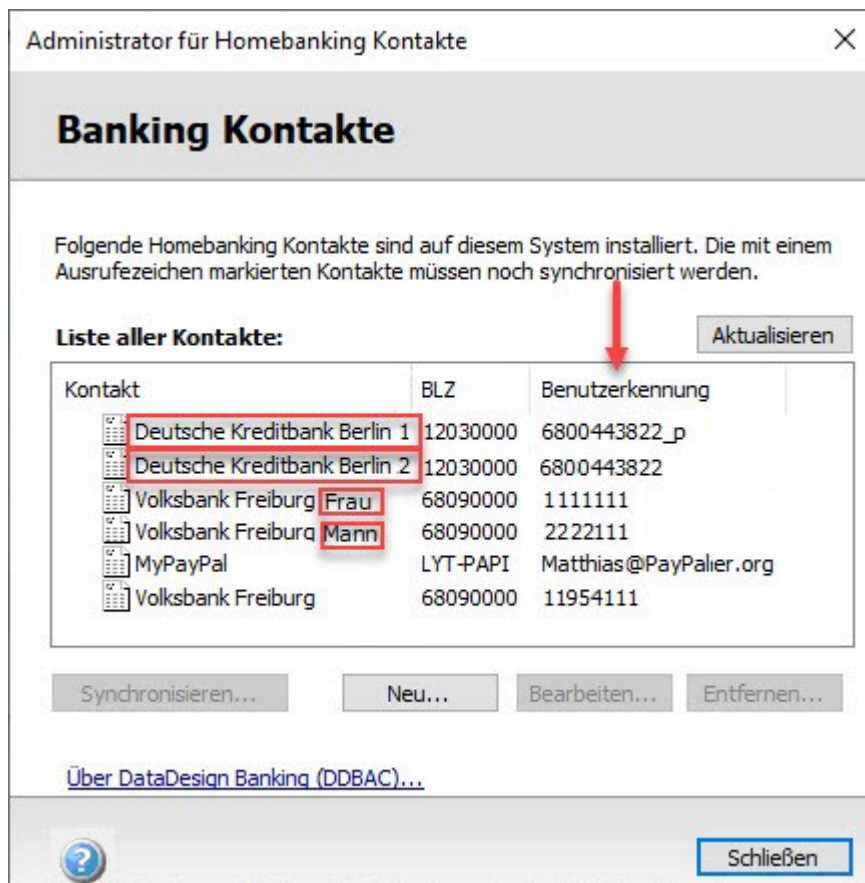 Administrator für Homebanking Kontakte
Banking Kontakte
Folgende Homebanking Kontakte sind auf diesem System installiert. Die mit einem
Ausrufezeichen markierten Kontakte müssen noch synchronisiert werden.
Liste aller Kontakte: Aktualisieren
Kontakt BLZ Benutzerkennung
Deutsche Kreditbank Berlin 1 12030000 6800443822_p
Deutsche Kreditbank Berlin 2 12030000 6800443822
Volksbank Freiburg Frau 68090000 1111111
Volksbank Freiburg Mann 68090000 2222111
MyPayPal LYT-PAPI Matthias@PayPalier.org
Volksbank Freiburg 68090000 11954111
Synchronisieren... Neu... Bearbeiten... Entfernen...
Über DataDesign Banking (DDBAC)...
? Schließen